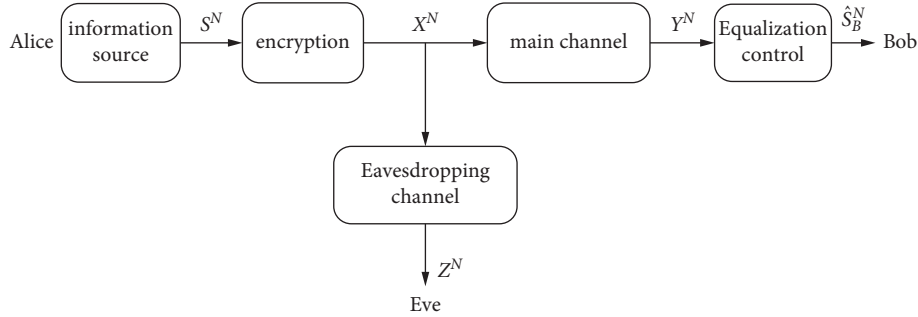 Alice
information
source
S^N
encryption
X^N
main channel
Y^N
Equalization
control
Ŝ_B^N
Bob
Eavesdropping
channel
Z^N
Eve